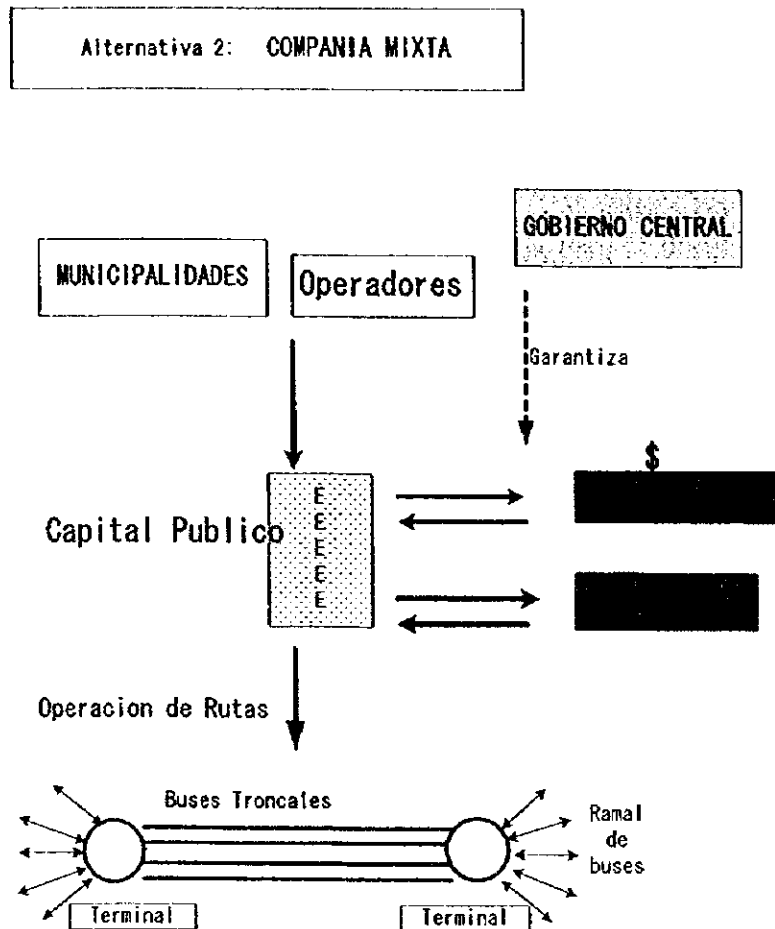 Alternativa 2: COMPANIA MIXTA
GOBIERNO CENTRAL
MUNICIPALIDADES
Operadores
Garantiza
$
Capital Publico
E
E
E
E
E
Operacion de Rutas
Buses Troncales
Ramal
de
buses
Terminal
Terminal